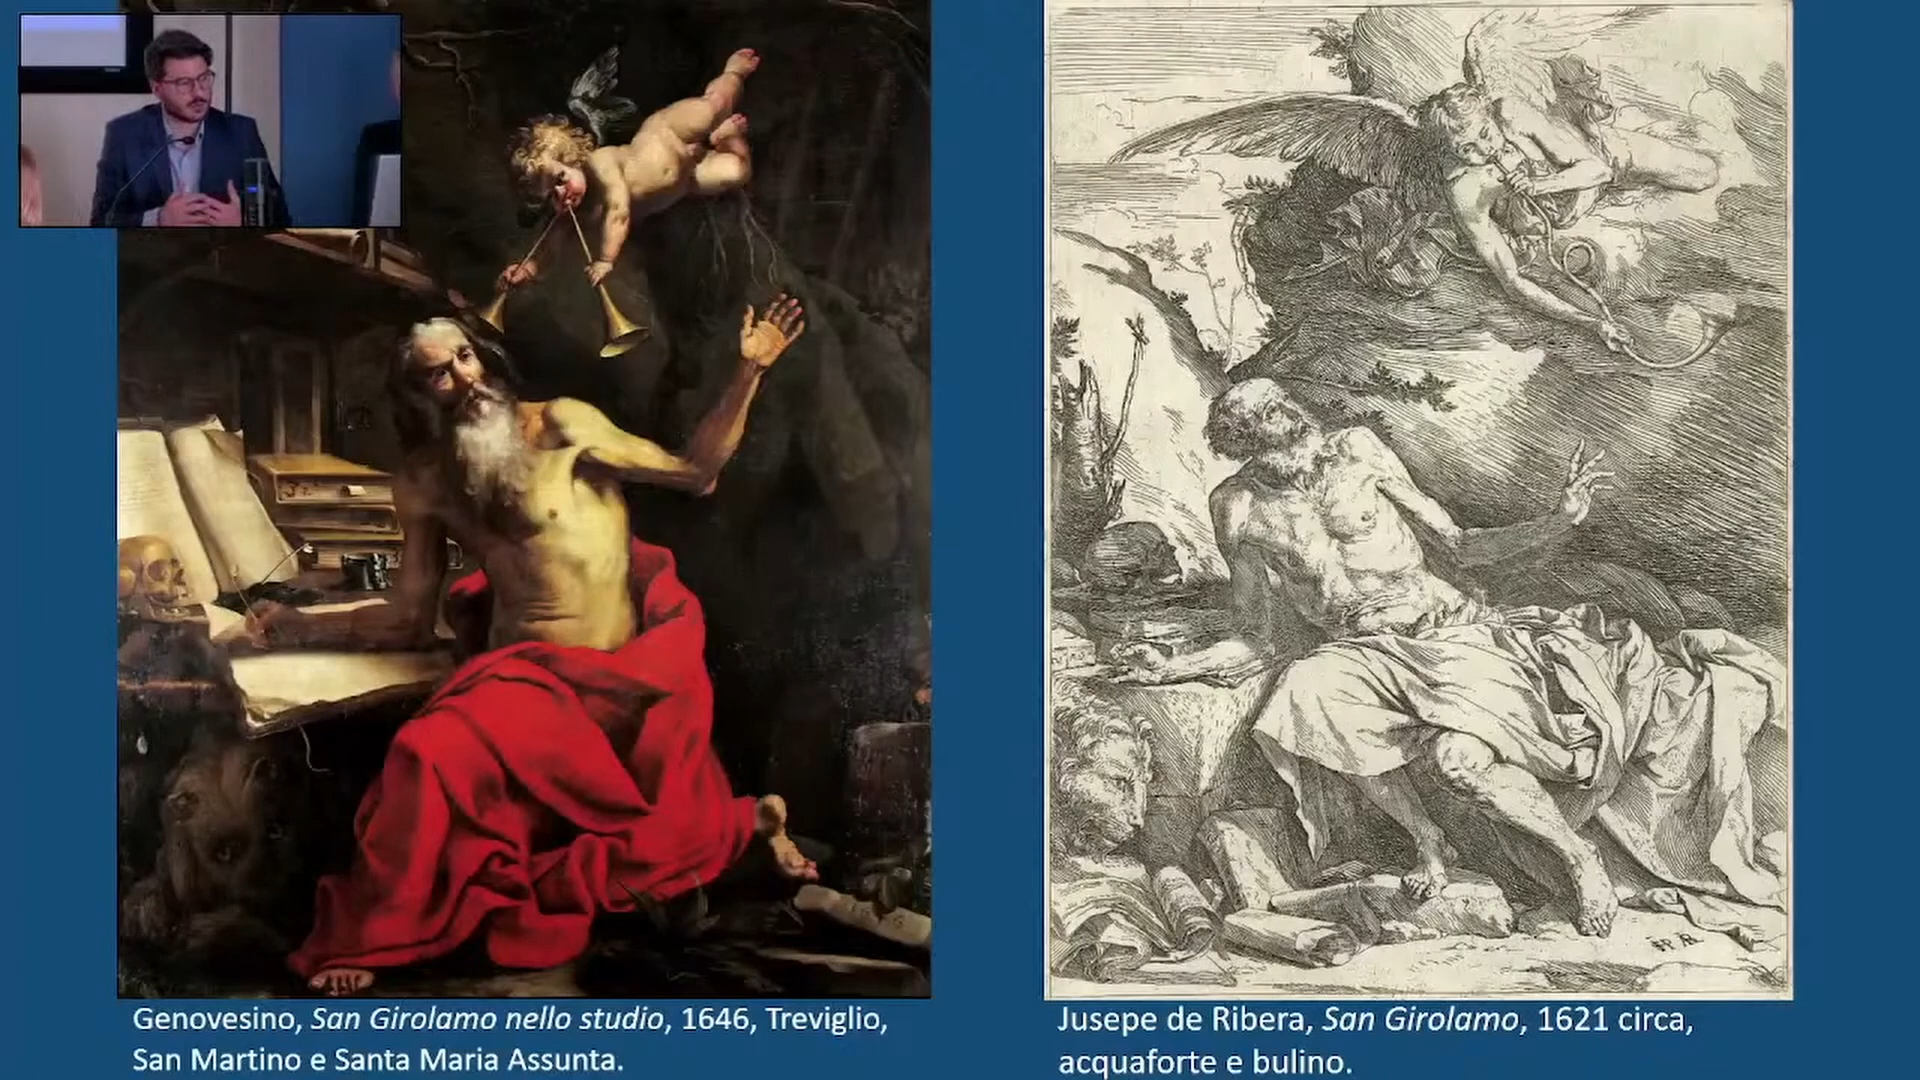 Genovesino, San Girolamo nello studio, 1646, Treviglio,
San Martino e Santa Maria Assunta.
Jusepe de Ribera, San Girolamo, 1621 circa,
acquaforte e bulino.